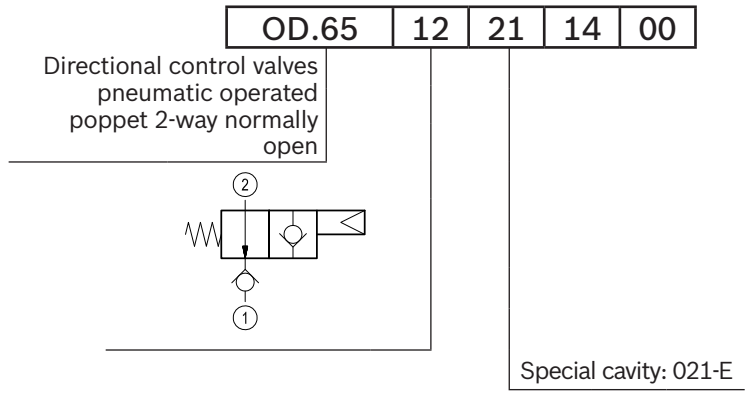 OD.65 12 21 14 00
Directional control valves
pneumatic operated
poppet 2-way normally
open
2
1
Special cavity: 021-E